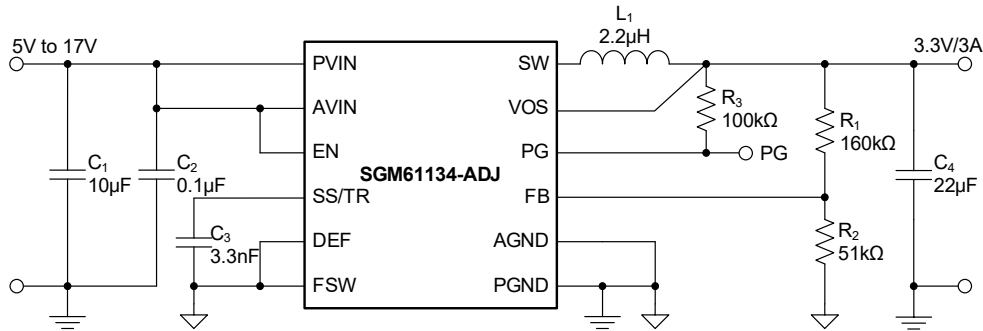 L1
2.2µH
5V to 17V
3.3V/3A
PVIN
SW
AVIN
VOS
R3
100kΩ
R1
160kΩ
EN
PG
PG
C1
10µF
C2
0.1µF
SGM61134-ADJ
C4
22µF
SS/TR
FB
C3
3.3nF
DEF
AGND
R2
51kΩ
FSW
PGND